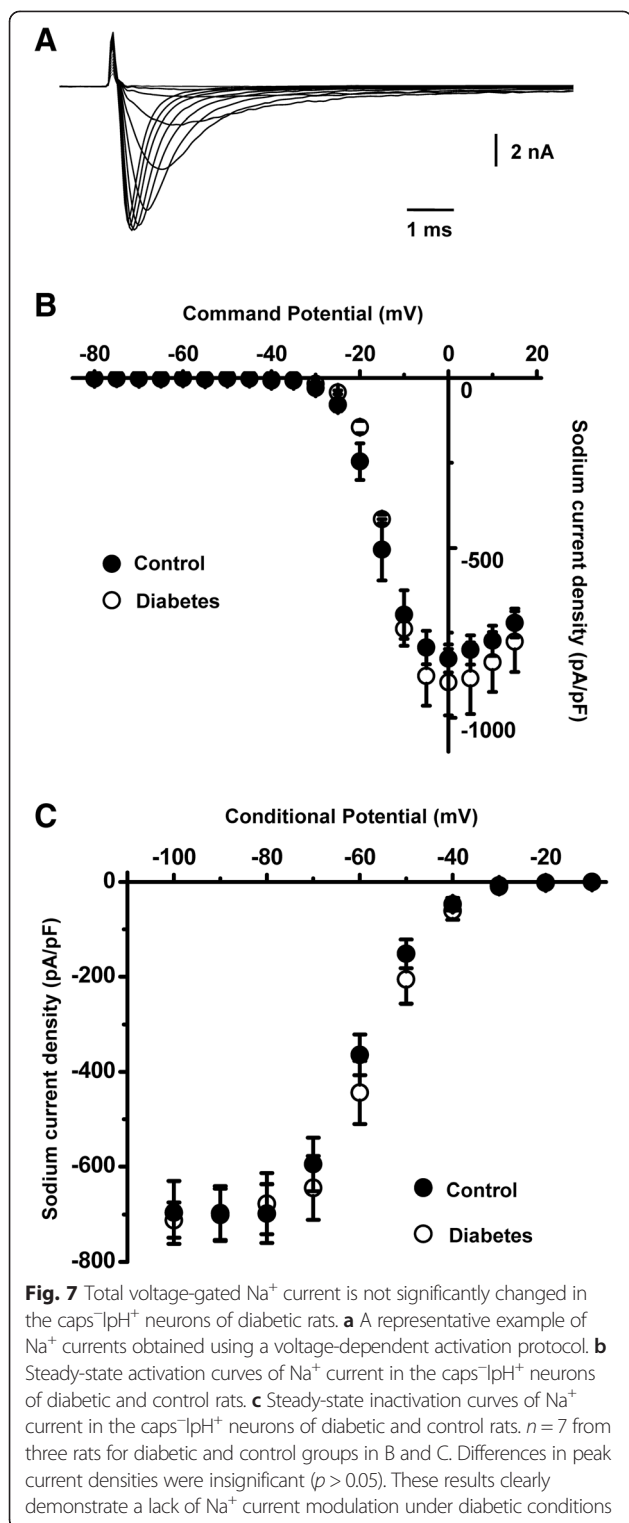 A
2 nA
1 ms
B
Command Potential (mV)
-80 -60 -40 -20 0 20
0
-500
-1000
Sodium current density (pA/pF)
Control
Diabetes
C
Conditional Potential (mV)
-100 -80 -60 -40 -20
0
-200
-400
-600
-800
Sodium current density (pA/pF)
Control
Diabetes
Fig. 7 Total voltage-gated Na⁺ current is not significantly changed in
the caps⁻IpH⁺ neurons of diabetic rats. a A representative example of
Na⁺ currents obtained using a voltage-dependent activation protocol. b
Steady-state activation curves of Na⁺ current in the caps⁻IpH⁺ neurons
of diabetic and control rats. c Steady-state inactivation curves of Na⁺
current in the caps⁻IpH⁺ neurons of diabetic and control rats. n = 7 from
three rats for diabetic and control groups in B and C. Differences in peak
current densities were insignificant (p > 0.05). These results clearly
demonstrate a lack of Na⁺ current modulation under diabetic conditions